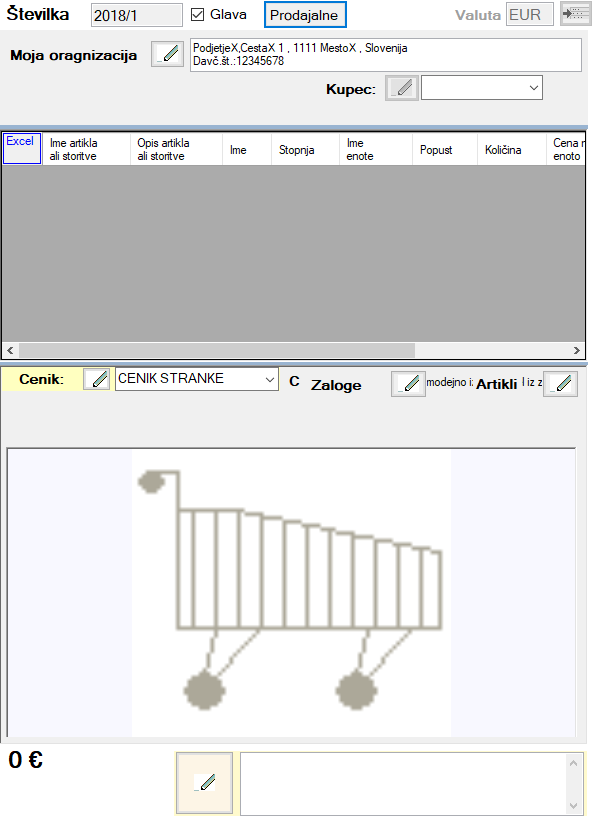 Številka 2018/1 Glava Prodajalne Valuta EUR
Moja oragnizacija PodjetjeX,CestaX 1 , 1111 MestoX , Slovenija
Davč.št.:12345678
Kupec:
Excel Ime artikla Opis artikla Ime Stopnja Ime Popust Količina Cena
ali storitve ali storitve enote enoto
Cenik: CENIK STRANKE C Zaloge modejno Artikli iz z
0 €